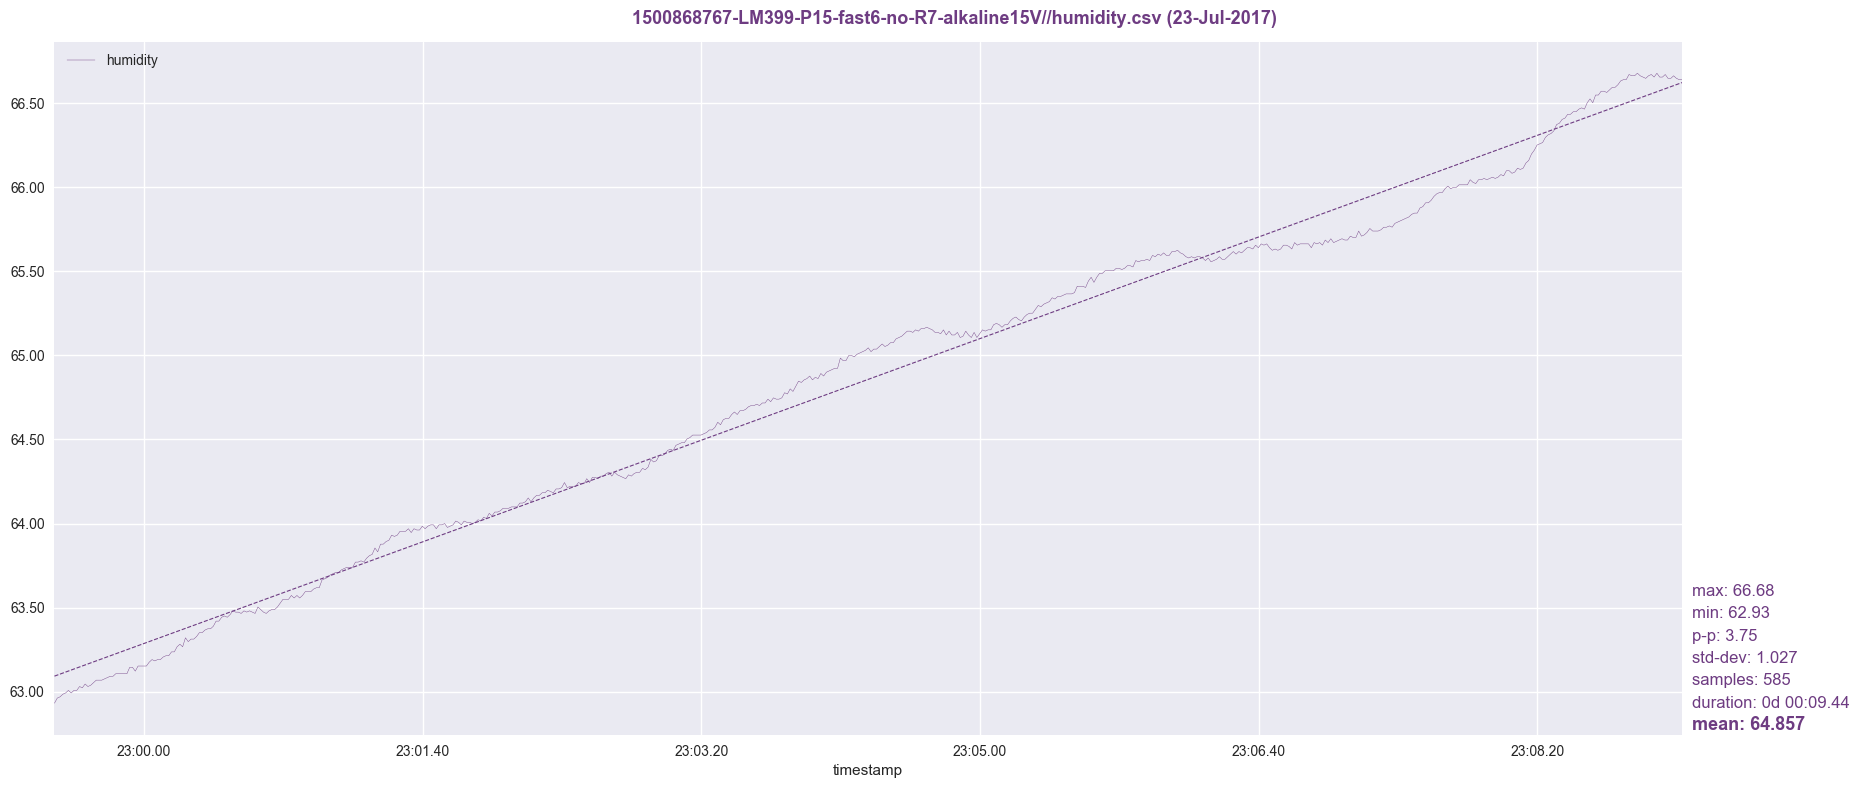 1500868767-LM399-P15-fast6-no-R7-alkaline15V//humidity.csv (23-Jul-2017)
humidity
66.50
66.00
65.50
65.00
64.50
64.00
63.50
63.00
max: 66.68
min: 62.93
p-p: 3.75
std-dev: 1.027
samples: 585
duration: 0d 00:09.44
mean: 64.857
23:00.00 23:01.40 23:03.20 23:05.00 23:06.40 23:08.20
timestamp